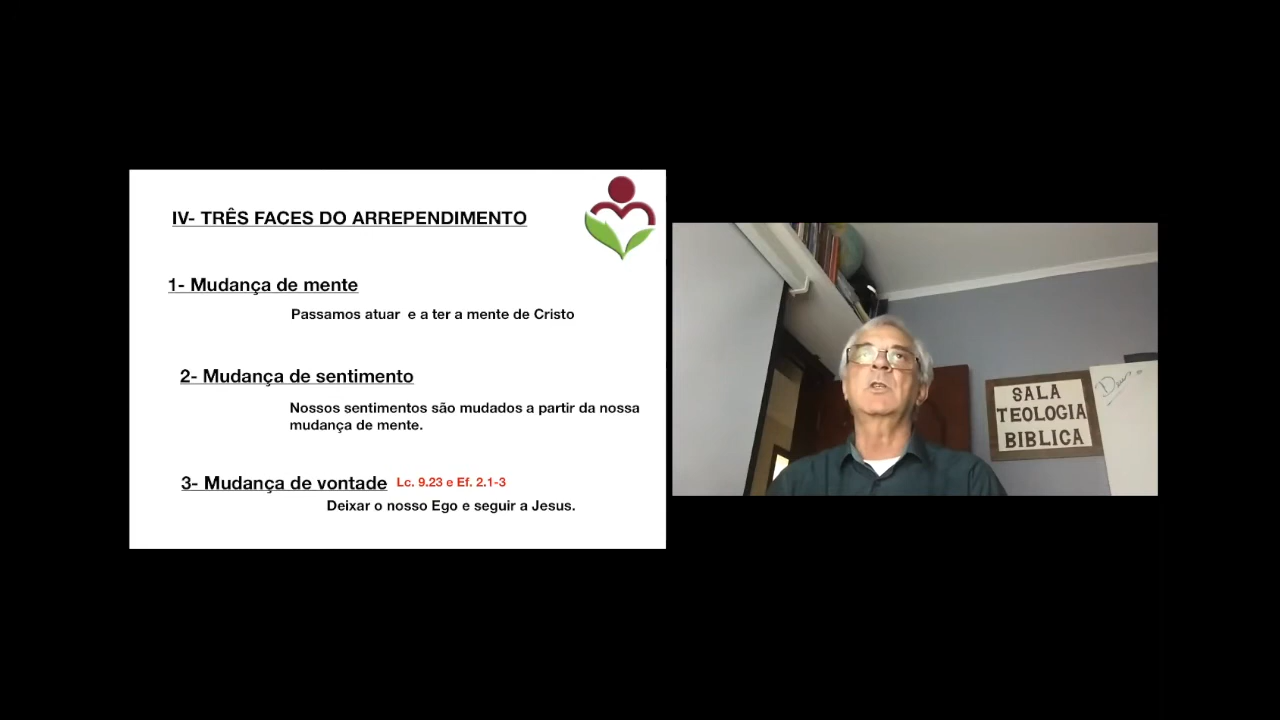 IV- TRÊS FACES DO ARREPENDIMENTO
1- Mudança de mente
Passamos atuar e a ter a mente de Cristo
2- Mudança de sentimento
Nossos sentimentos são mudados a partir da nossa
mudança de mente.
3- Mudança de vontade Lc. 9.23 e Ef. 2.1-3
Deixar o nosso Ego e seguir a Jesus.
SALA
TEOLOGIA
BIBLICA